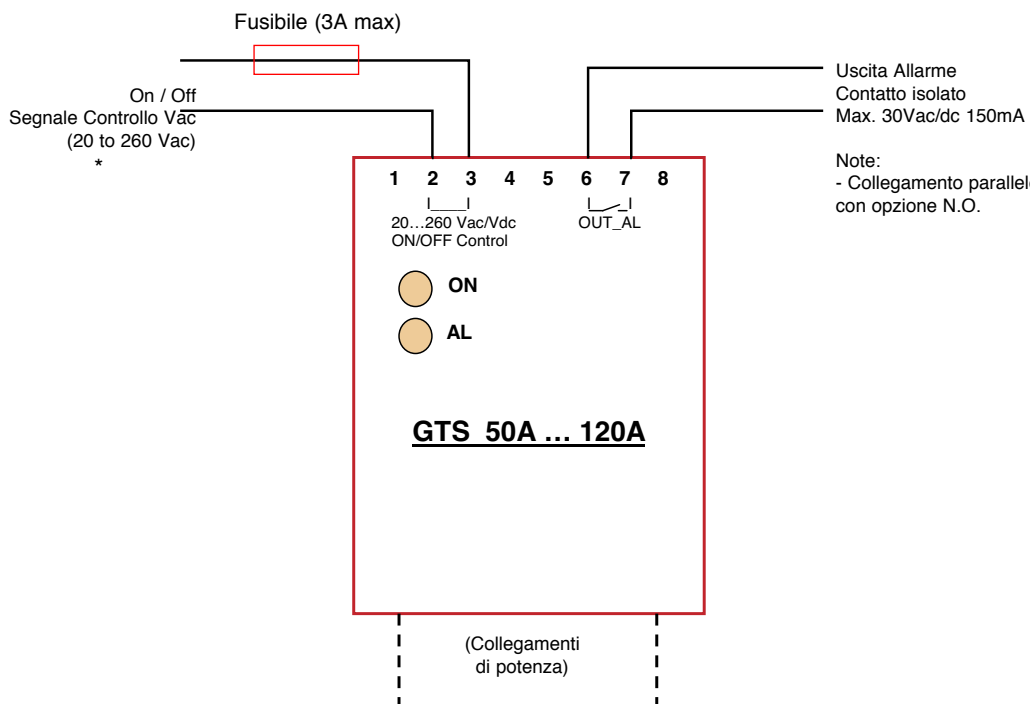 Fusibile (3A max)
On / Off
Segnale Controllo Vac
(20 to 260 Vac)
*
Uscita Allarme
Contatto isolato
Max. 30Vac/dc 150mA
Note:
- Collegamento parallelo
con opzione N.O.
1 2 3 4 5 6 7 8
20...260 Vac/Vdc
ON/OFF Control
OUT_AL
ON
AL
GTS 50A ... 120A
(Collegamenti
di potenza)